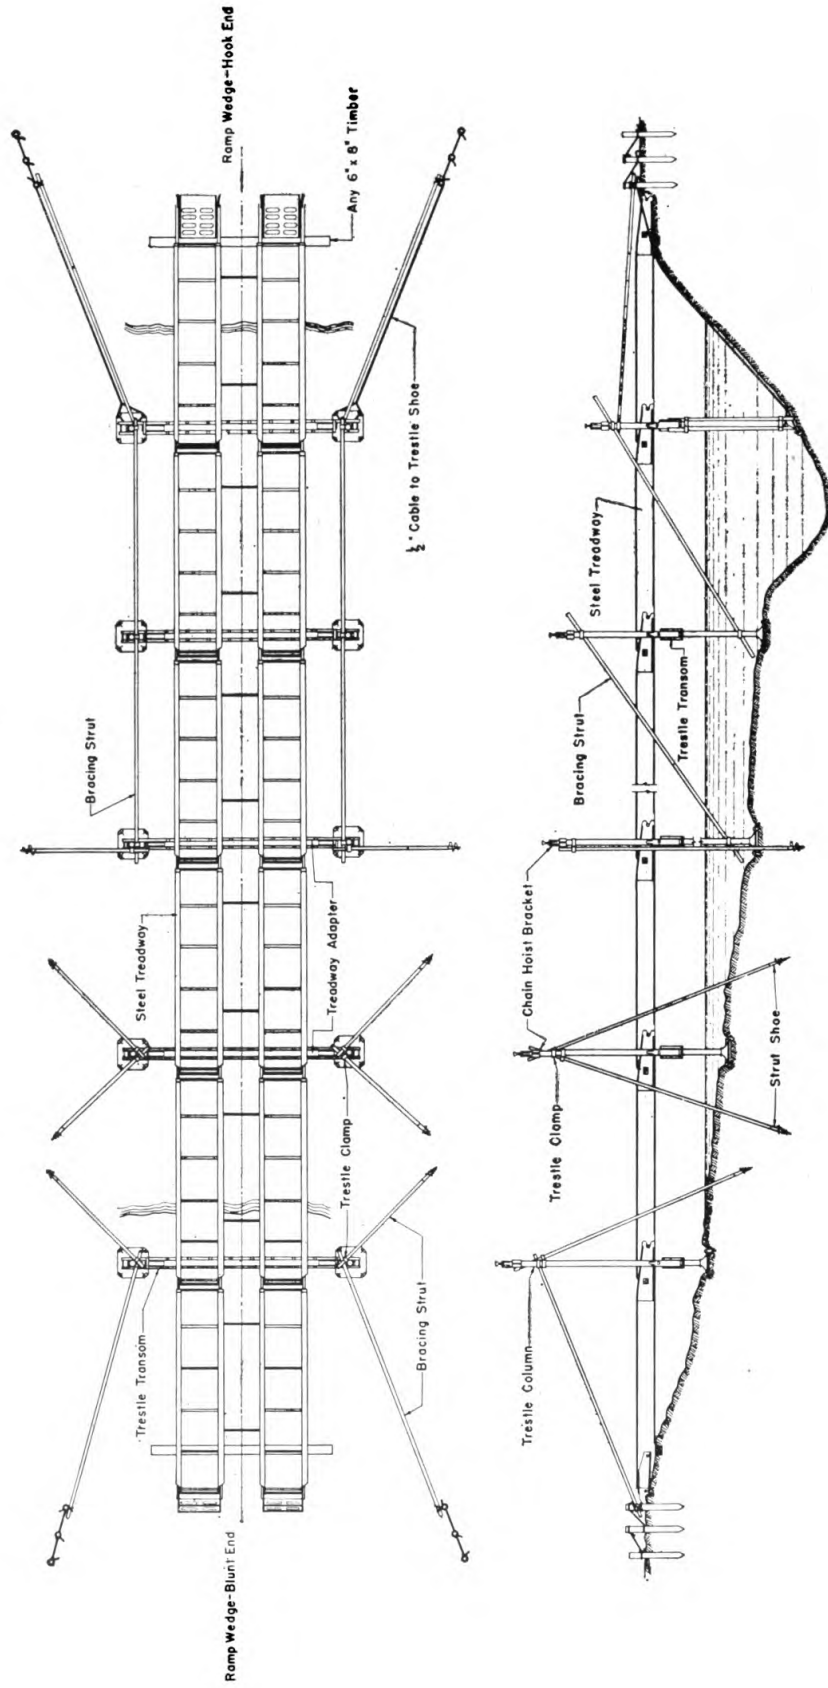 Ramp Wedge-Hook End
Any 6" x 8" Timber
½" Cable to Trestle Shoe
Bracing Strut
Steel Treadway
Treadway Adapter
Trestle Clamp
Trestle Transom
Bracing Strut
Ramp Wedge-Blunt End
Steel Treadway
Bracing Strut
Trestle Transom
Chain Hoist Bracket
Trestle Clamp
Strut Shoe
Trestle Column